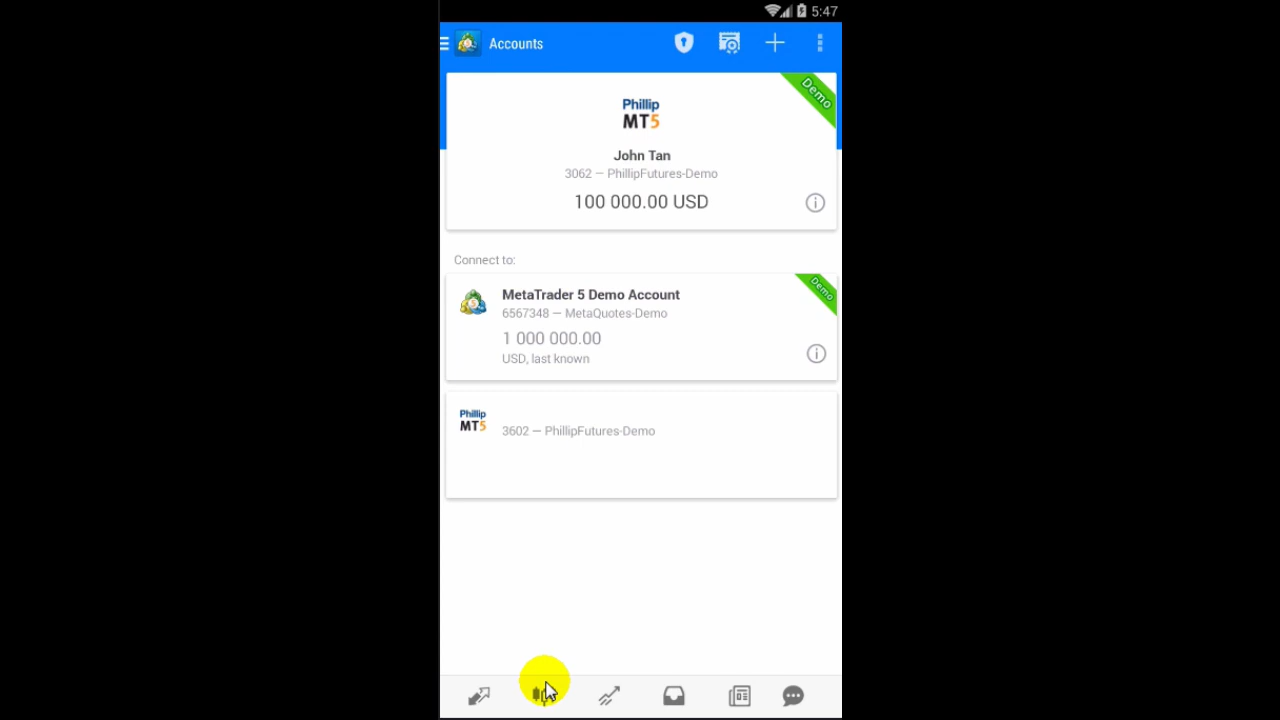 5:47
Accounts
Demo
Phillip
MT5
John Tan
3062 — PhillipFutures-Demo
100 000.00 USD
Connect to:
Demo
MetaTrader 5 Demo Account
6567348 — MetaQuotes-Demo
1 000 000.00
USD, last known
Phillip
MT5
3602 — PhillipFutures-Demo